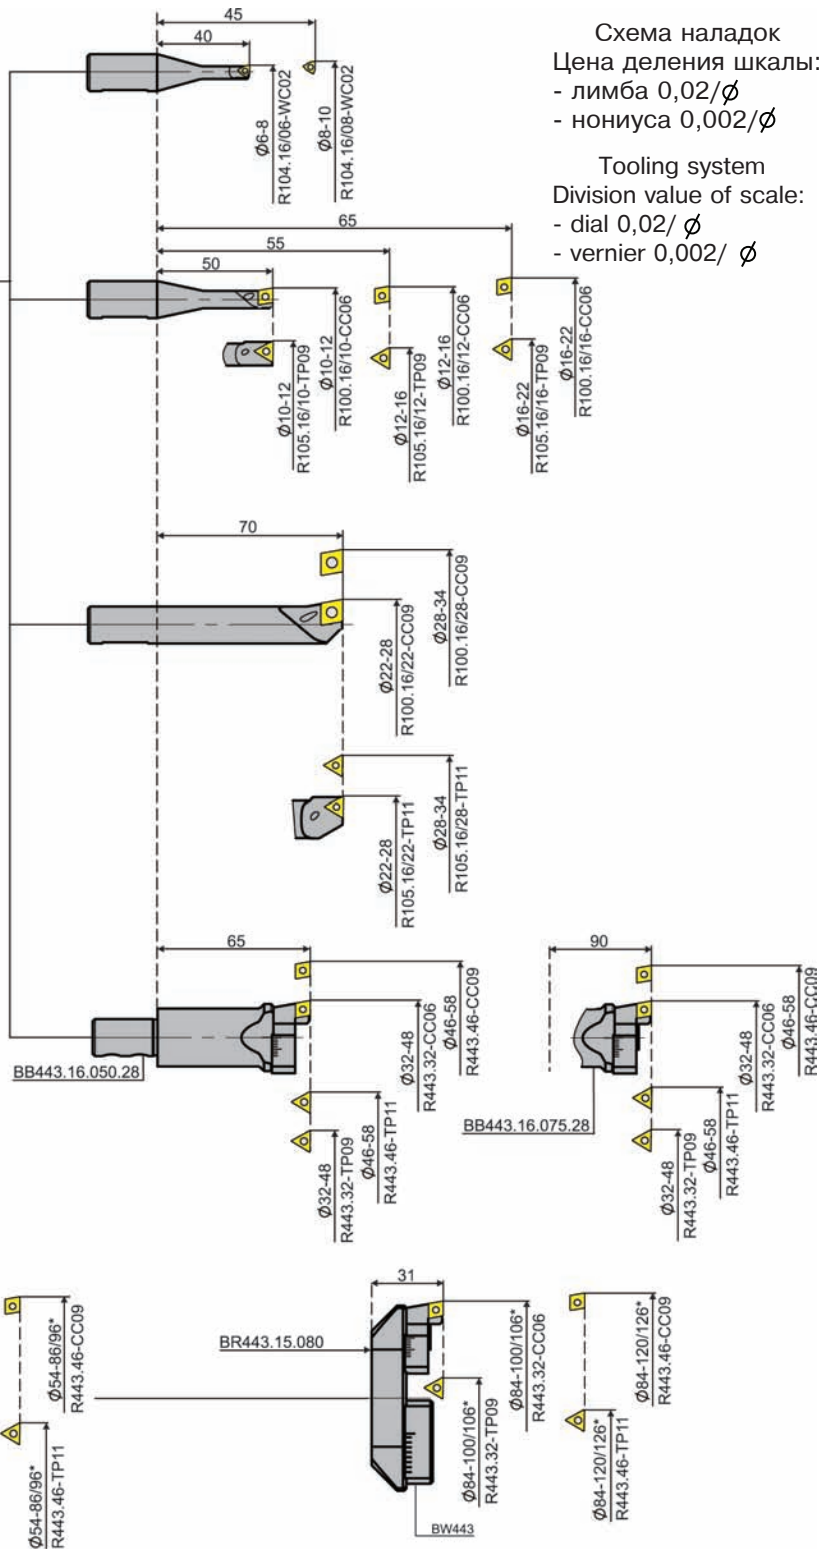 45
40
Схема наладок
Цена деления шкалы:
- лимба 0,02/Ø
- нониуса 0,002/Ø
Tooling system
Division value of scale:
- dial 0,02/ Ø
- vernier 0,002/ Ø
Ø6-8
R104.16/06-WC02
Ø8-10
R104.16/08-WC02
65
55
50
Ø10-12
R105.16/10-TP09
Ø10-12
R100.16/10-CC06
Ø12-16
R105.16/12-TP09
Ø12-16
R100.16/12-CC06
Ø16-22
R105.16/16-TP09
Ø16-22
R100.16/16-CC06
70
Ø22-28
R100.16/22-CC09
Ø28-34
R100.16/28-CC09
Ø22-28
R105.16/22-TP11
Ø28-34
R105.16/28-TP11
65
BB443.16.050.28
Ø32-48
R443.32-TP09
Ø46-58
R443.46-TP11
Ø32-48
R443.32-CC06
Ø46-58
R443.46-CC09
90
BB443.16.075.28
Ø32-48
R443.32-TP09
Ø46-58
R443.46-TP11
Ø32-48
R443.32-CC06
Ø46-58
R443.46-CC09
Ø54-86/96*
R443.46-CC09
Ø54-86/96*
R443.46-TP11
31
BR443.15.080
Ø84-100/106*
R443.32-TP09
Ø84-100/106*
R443.32-CC06
BW443
Ø84-120/126*
R443.46-CC09
Ø84-120/126*
R443.46-TP11